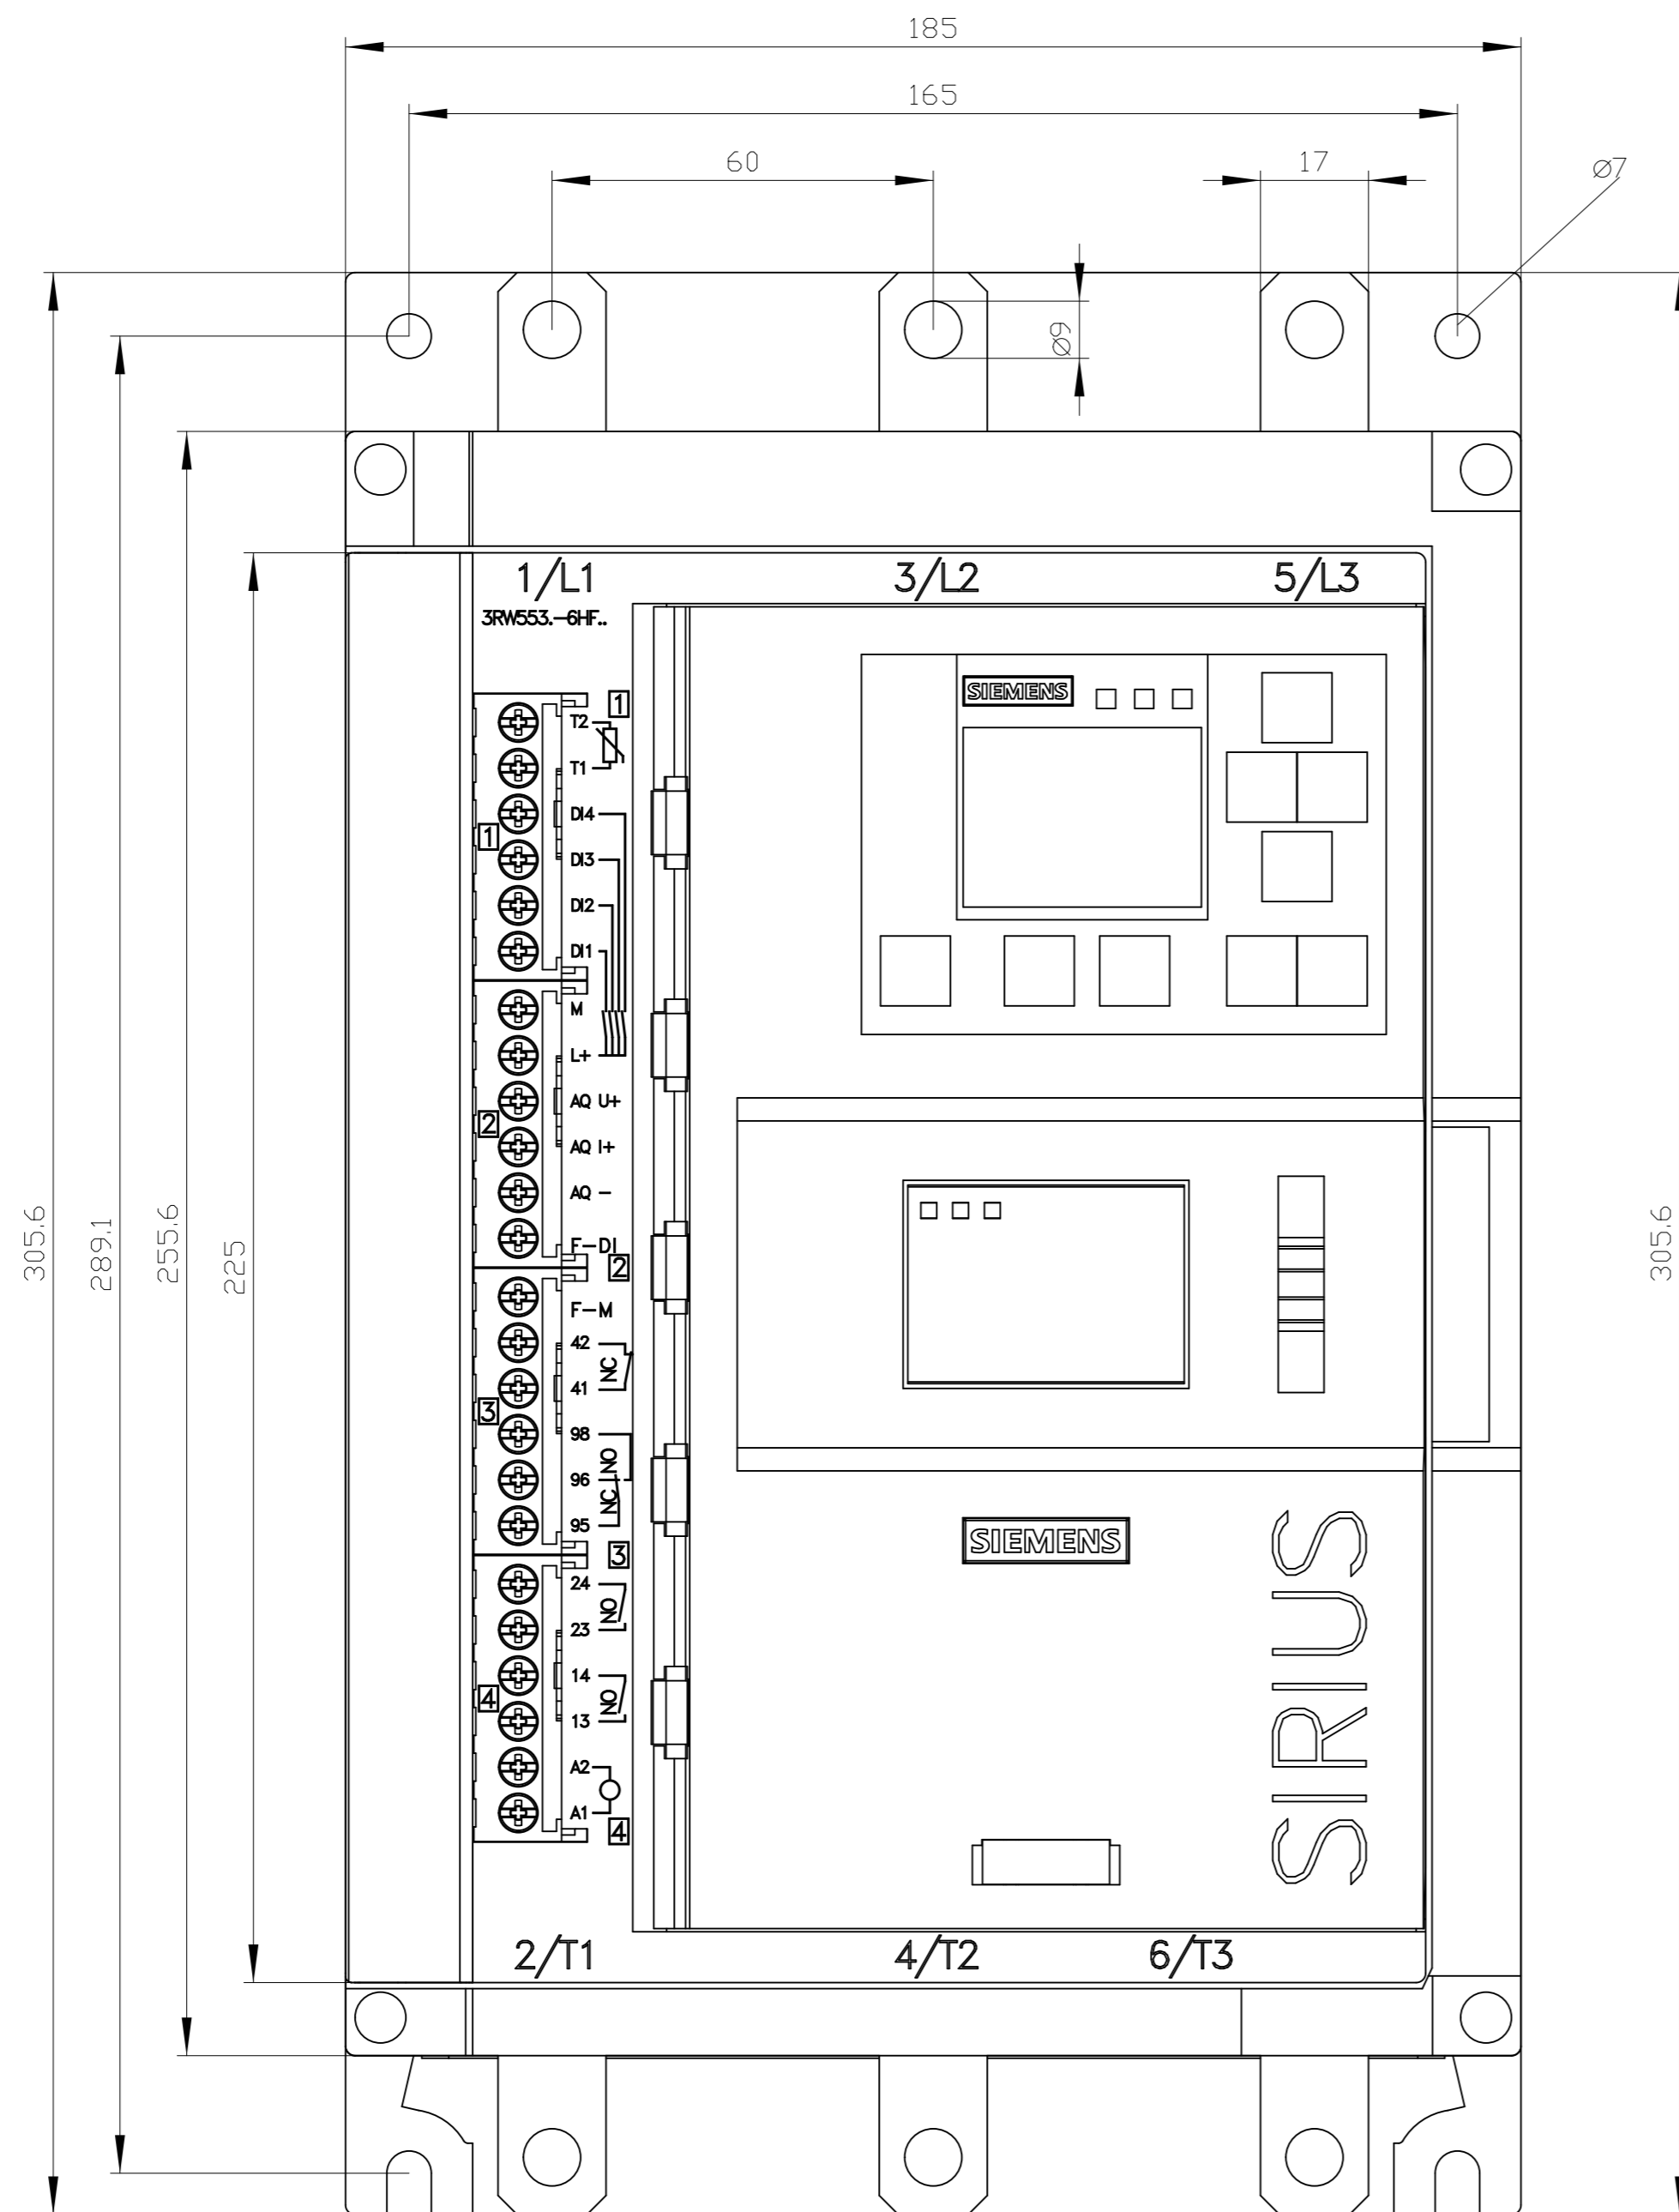 185
165
60
17
Ø7
Ø9
1/L1
3/L2
5/L3
3RW553.-6HF..
SIEMENS
1
T2
T1
DI4
1
DI3
DI2
DI1
M
L+
AQ U+
2
AQ I+
AQ -
F-DI
2
305.6
289.1
255.6
225
305.6
F-M
42
NC
41
3
98
NO
96
NC
95
3
SIEMENS
24
NO
23
14
4
NO
13
A2
A1
4
SIRIUS
2/T1
4/T2
6/T3